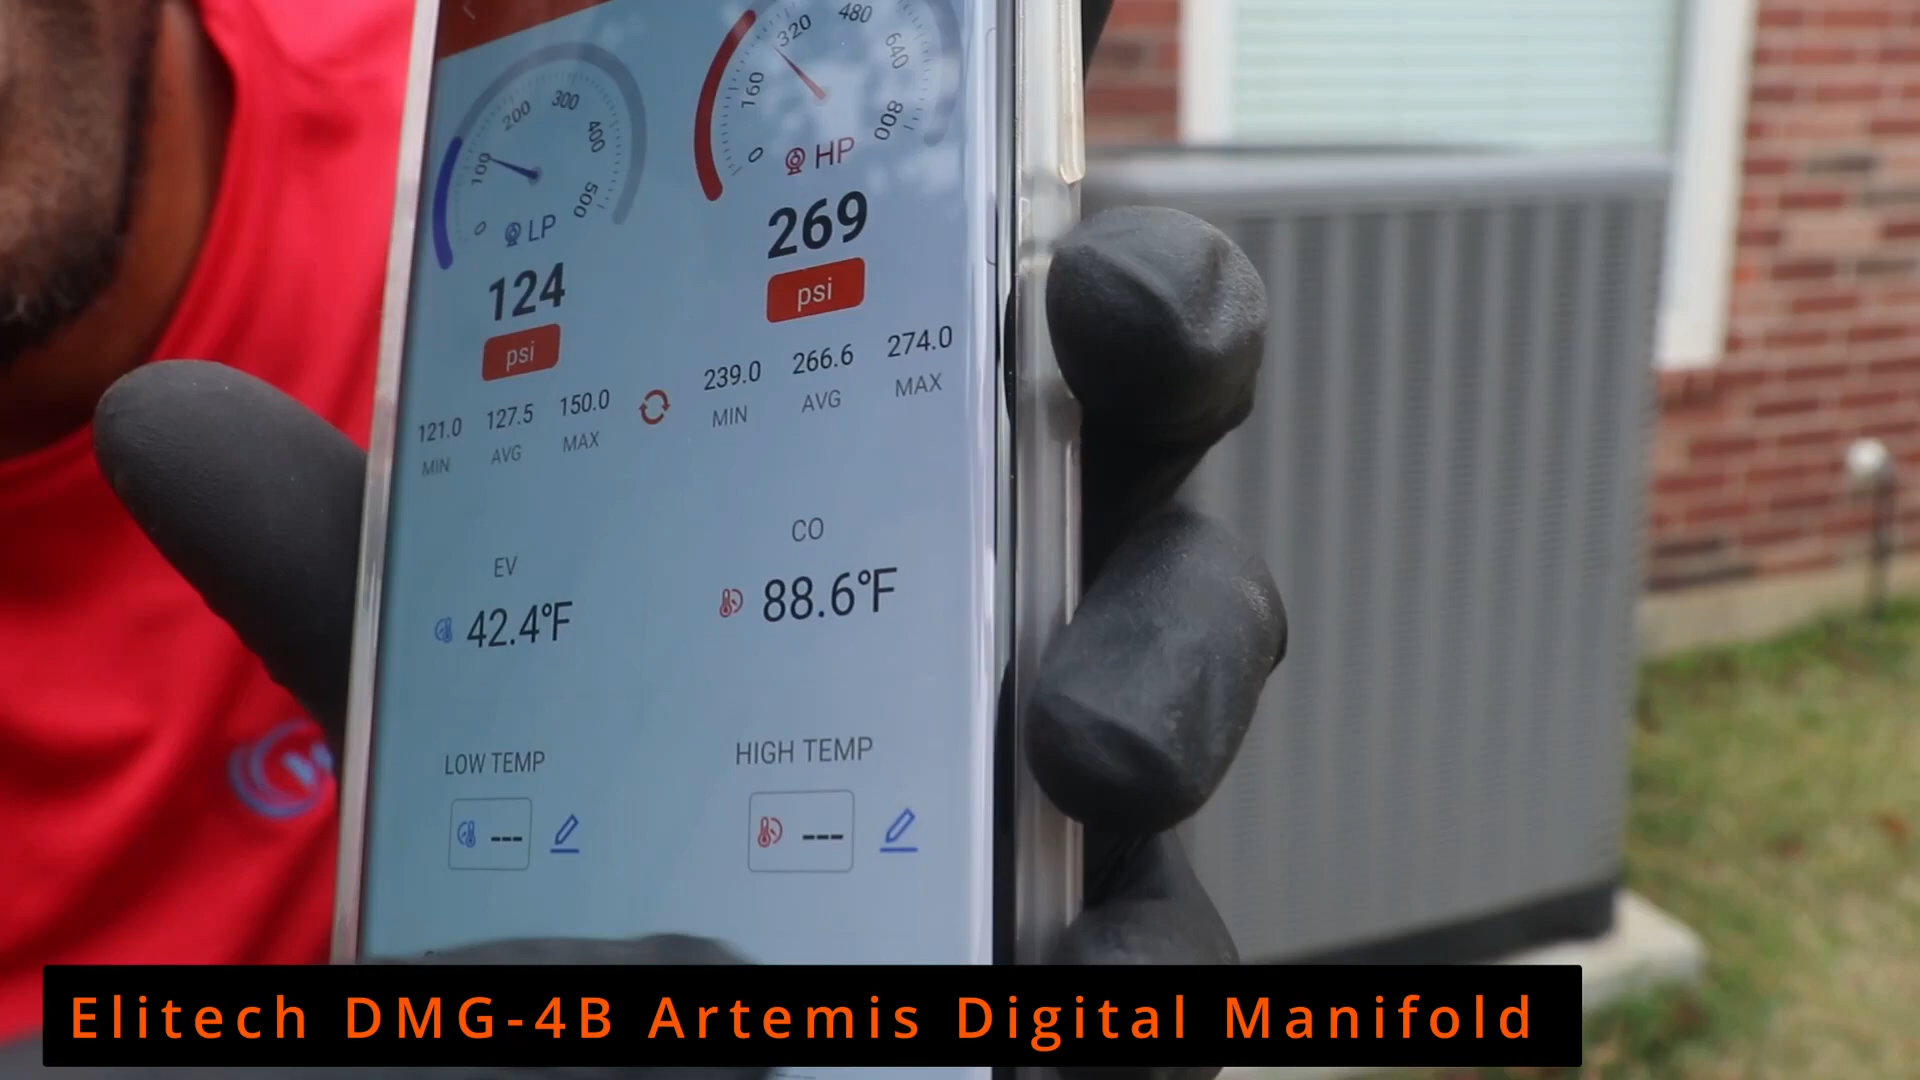 480
320
640
160
800
0
HP
269
psi
300
200
400
100
500
0
LP
124
psi
239.0 266.6 274.0
MIN AVG MAX
121.0 127.5 150.0
MIN AVG MAX
EV
42.4°F
CO
88.6°F
LOW TEMP
---
HIGH TEMP
---
Elitech DMG-4B Artemis Digital Manifold